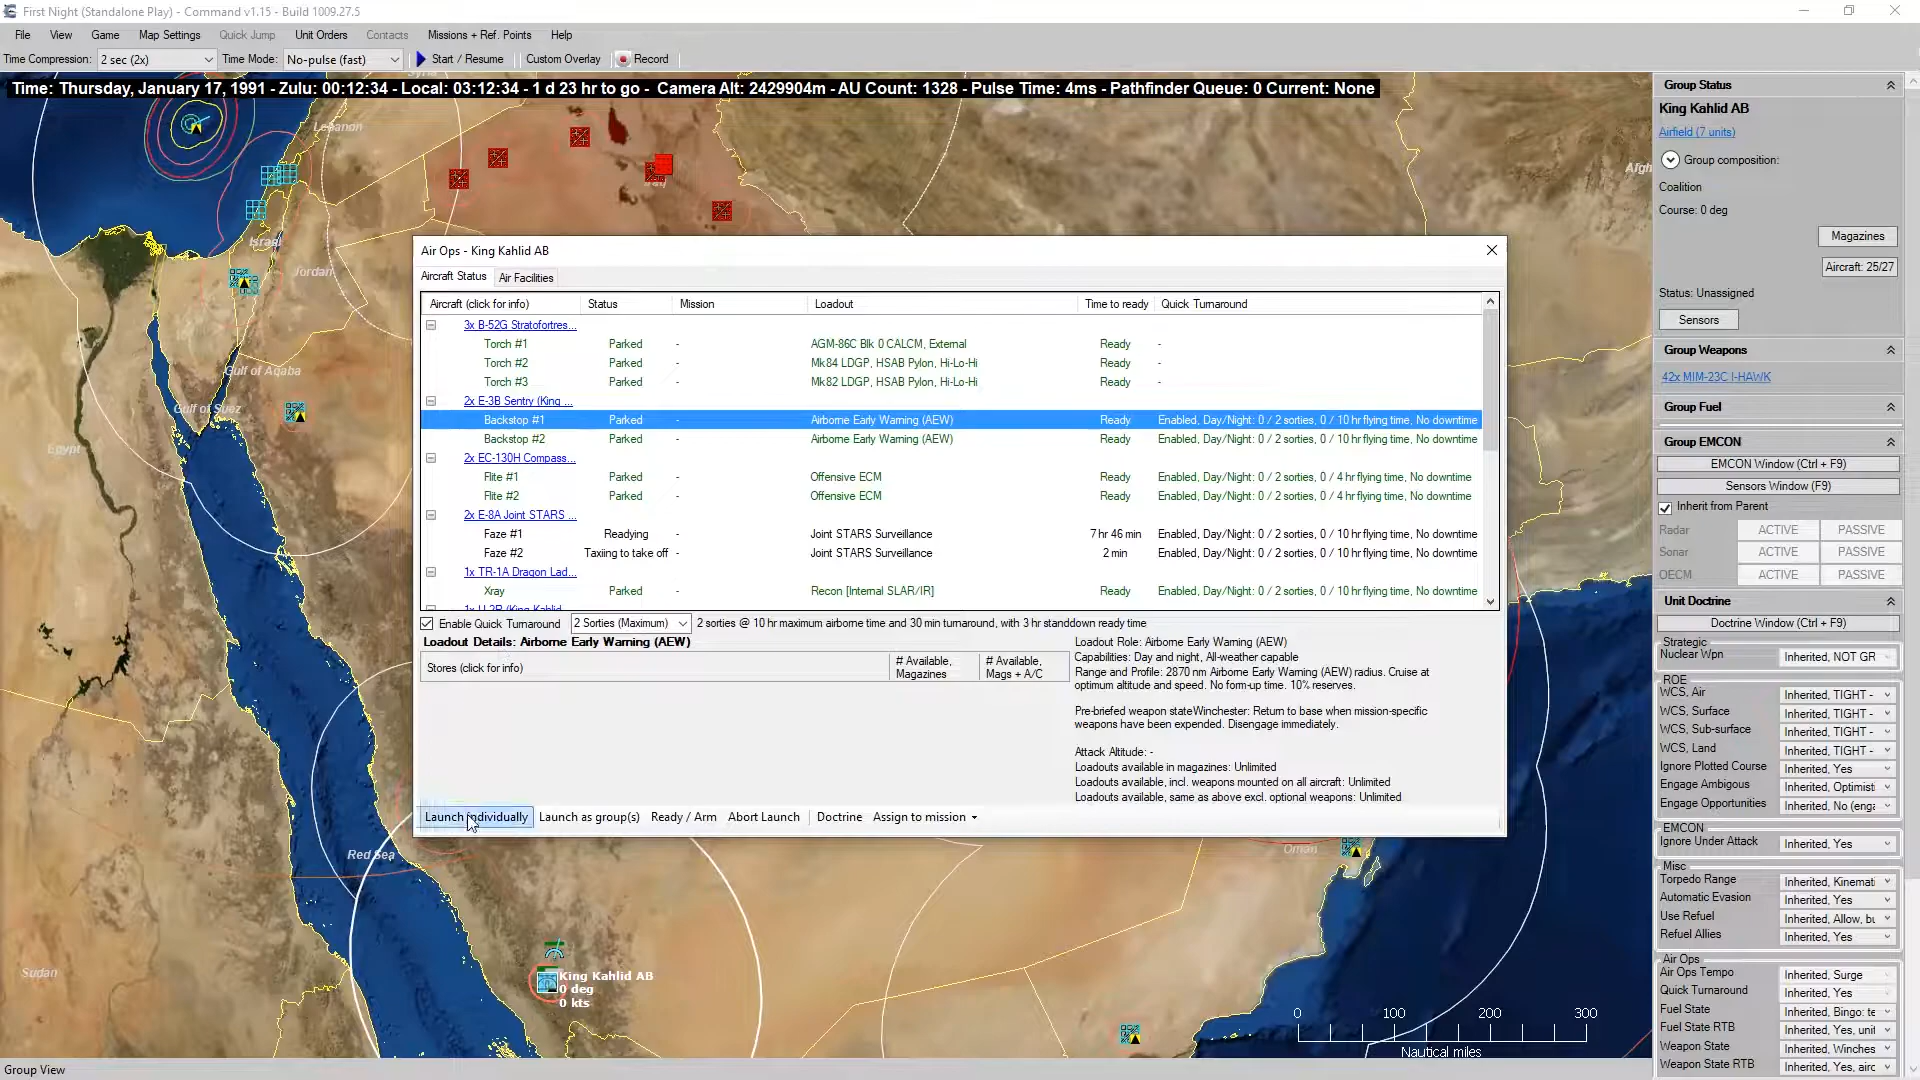 First Night (Standalone Play) - Command v1.15 - Build 1009.27.5
File View Game Map Settings Quick Jump Unit Orders Contacts Missions + Ref. Points Help
Time Compression: 2 sec (2x) Time Mode: No-pulse (fast) Start / Resume Custom Overlay Record
Time: Thursday, January 17, 1991 - Zulu: 00:12:34 - Local: 03:12:34 - 1 d 23 hr to go - Camera Alt: 2429904m - AU Count: 1328 - Pulse Time: 4ms - Pathfinder Queue: 0 Current: None
Lebanon
Israel
Jordan
Gulf of Aqaba
Gulf of Suez
Egypt
Red Sea
Sudan
Oman
Afgh
King Kahlid AB
0 deg
0 kts
0 100 200 300
Nautical miles
Air Ops - King Kahlid AB
Aircraft Status Air Facilities
Aircraft (click for info) Status Mission Loadout Time to ready Quick Turnaround
3x B-52G Stratofortres...
Torch #1 Parked - AGM-86C Blk 0 CALCM, External Ready -
Torch #2 Parked - Mk84 LDGP, HSAB Pylon, Hi-Lo-Hi Ready -
Torch #3 Parked - Mk82 LDGP, HSAB Pylon, Hi-Lo-Hi Ready -
2x E-3B Sentry (King ...
Backstop #1 Parked - Airborne Early Warning (AEW) Ready Enabled, Day/Night: 0 / 2 sorties, 0 / 10 hr flying time, No downtime
Backstop #2 Parked - Airborne Early Warning (AEW) Ready Enabled, Day/Night: 0 / 2 sorties, 0 / 10 hr flying time, No downtime
2x EC-130H Compass...
Flite #1 Parked - Offensive ECM Ready Enabled, Day/Night: 0 / 2 sorties, 0 / 4 hr flying time, No downtime
Flite #2 Parked - Offensive ECM Ready Enabled, Day/Night: 0 / 2 sorties, 0 / 4 hr flying time, No downtime
2x E-8A Joint STARS ...
Faze #1 Readying - Joint STARS Surveillance 7 hr 46 min Enabled, Day/Night: 0 / 2 sorties, 0 / 10 hr flying time, No downtime
Faze #2 Taxiing to take off - Joint STARS Surveillance 2 min Enabled, Day/Night: 0 / 2 sorties, 0 / 10 hr flying time, No downtime
1x TR-1A Dragon Lad...
Xray Parked - Recon [Internal SLAR/IR] Ready Enabled, Day/Night: 0 / 2 sorties, 0 / 10 hr flying time, No downtime
1x U-2R (King Kahlid
Enable Quick Turnaround 2 Sorties (Maximum) 2 sorties @ 10 hr maximum airborne time and 30 min turnaround, with 3 hr standdown ready time
Loadout Details: Airborne Early Warning (AEW)
Stores (click for info) # Available, Magazines # Available, Mags + A/C
Loadout Role: Airborne Early Warning (AEW)
Capabilities: Day and night, All-weather capable
Range and Profile: 2870 nm Airborne Early Warning (AEW) radius. Cruise at
optimum altitude and speed. No form-up time. 10% reserves.
Pre-briefed weapon stateWinchester: Return to base when mission-specific
weapons have been expended. Disengage immediately.
Attack Altitude: -
Loadouts available in magazines: Unlimited
Loadouts available, incl. weapons mounted on all aircraft: Unlimited
Loadouts available, same as above excl. optional weapons: Unlimited
Launch individually Launch as group(s) Ready / Arm Abort Launch Doctrine Assign to mission
Group Status
King Kahlid AB
Airfield (7 units)
Group composition:
Coalition
Course: 0 deg
Magazines
Aircraft: 25/27
Status: Unassigned
Sensors
Group Weapons
42x MIM-23C I-HAWK
Group Fuel
Group EMCON
EMCON Window (Ctrl + F9)
Sensors Window (F9)
Inherit from Parent
Radar ACTIVE PASSIVE
Sonar ACTIVE PASSIVE
OECM ACTIVE PASSIVE
Unit Doctrine
Doctrine Window (Ctrl + F9)
Strategic
Nuclear Wpn Inherited, NOT GR
ROE
WCS, Air Inherited, TIGHT -
WCS, Surface Inherited, TIGHT -
WCS, Sub-surface Inherited, TIGHT -
WCS, Land Inherited, TIGHT -
Ignore Plotted Course Inherited, Yes
Engage Ambigous Inherited, Optimist
Engage Opportunities Inherited, No (enga
EMCON
Ignore Under Attack Inherited, Yes
Misc
Torpedo Range Inherited, Kinemati
Automatic Evasion Inherited, Yes
Use Refuel Inherited, Allow, bu
Refuel Allies Inherited, Yes
Air Ops
Air Ops Tempo Inherited, Surge
Quick Turnaround Inherited, Yes
Fuel State Inherited, Bingo: te
Fuel State RTB Inherited, Yes, unit
Weapon State Inherited, Winches
Weapon State RTB Inherited, Yes, airc
Group View